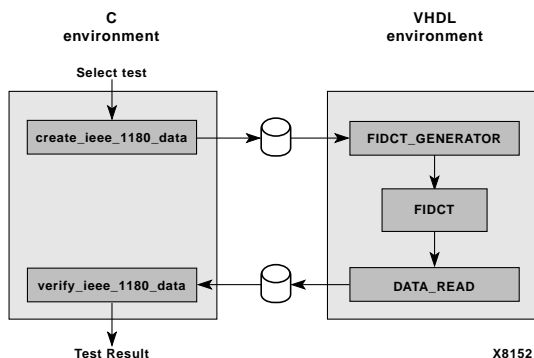 C
environment
VHDL
environment
Select test
create_ieee_1180_data
FIDCT_GENERATOR
FIDCT
verify_ieee_1180_data
DATA_READ
Test Result
X8152